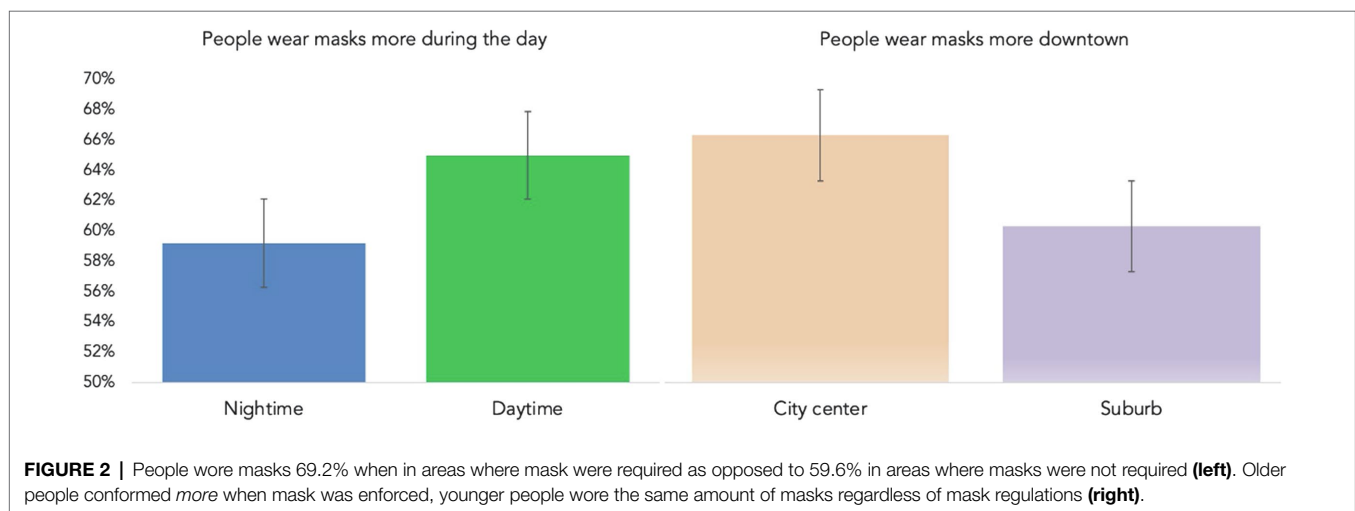 People wear masks more during the day
People wear masks more downtown
70%
68%
66%
64%
62%
60%
58%
56%
54%
52%
50%
Nightime
Daytime
City center
Suburb
FIGURE 2 | People wore masks 69.2% when in areas where mask were required as opposed to 59.6% in areas where masks were not required (left). Older
people conformed more when mask was enforced, younger people wore the same amount of masks regardless of mask regulations (right).